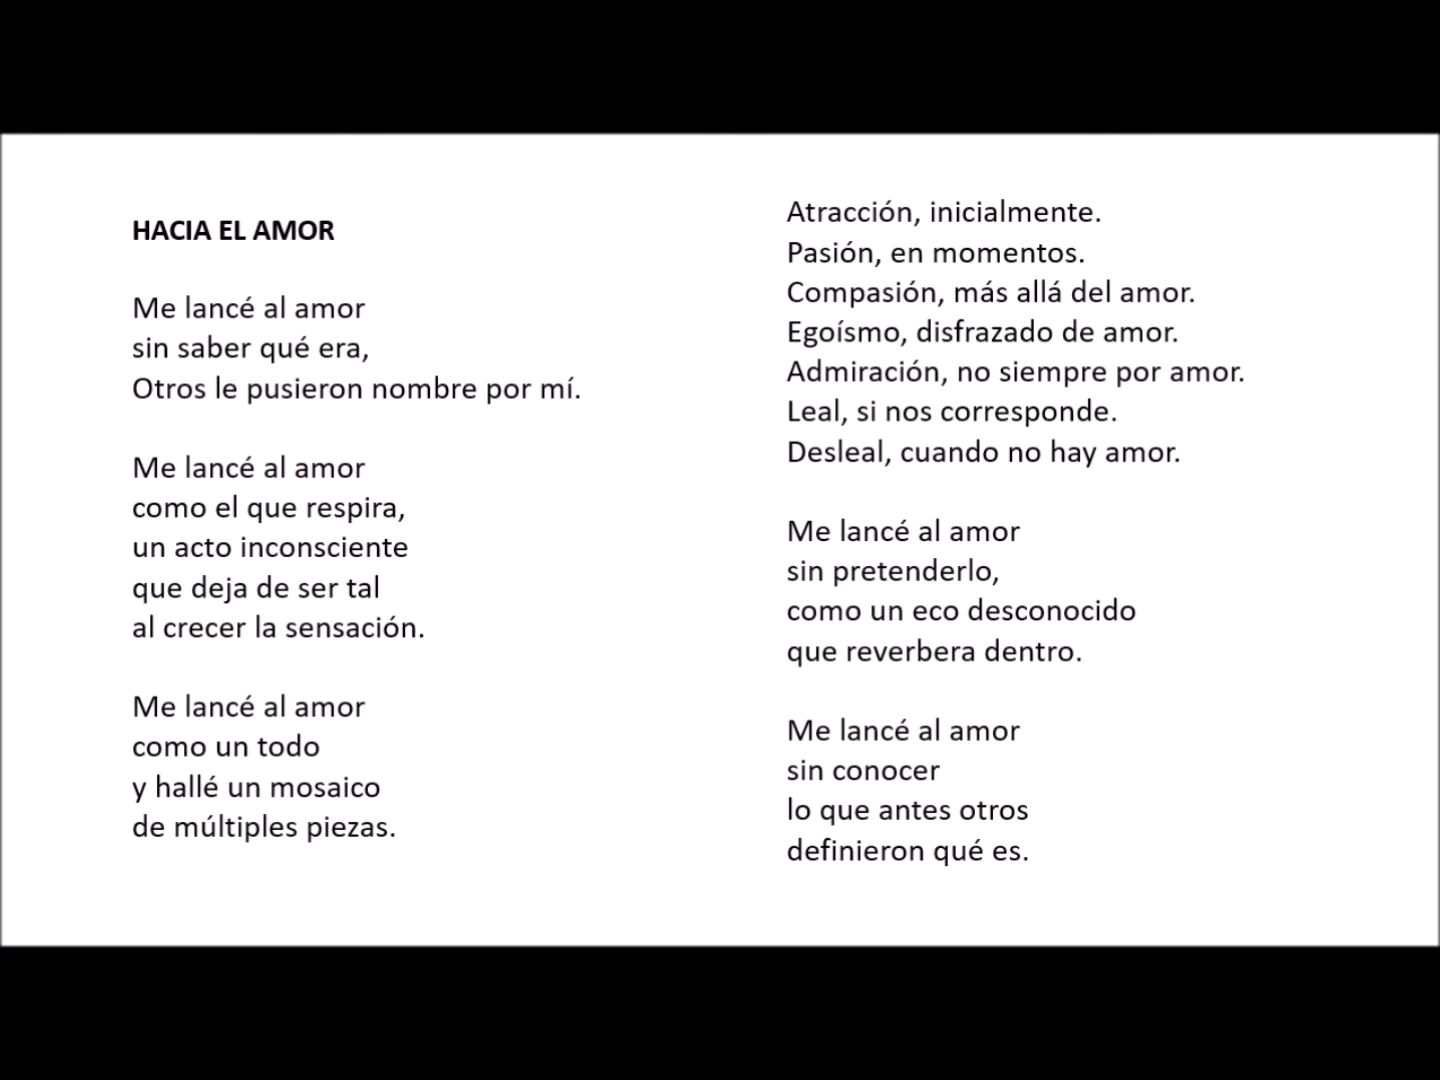 HACIA EL AMOR
Me lancé al amor
sin saber qué era,
Otros le pusieron nombre por mí.
Me lancé al amor
como el que respira,
un acto inconsciente
que deja de ser tal
al crecer la sensación.
Me lancé al amor
como un todo
y hallé un mosaico
de múltiples piezas.
Atracción, inicialmente.
Pasión, en momentos.
Compasión, más allá del amor.
Egoísmo, disfrazado de amor.
Admiración, no siempre por amor.
Leal, si nos corresponde.
Desleal, cuando no hay amor.
Me lancé al amor
sin pretenderlo,
como un eco desconocido
que reverbera dentro.
Me lancé al amor
sin conocer
lo que antes otros
definieron qué es.